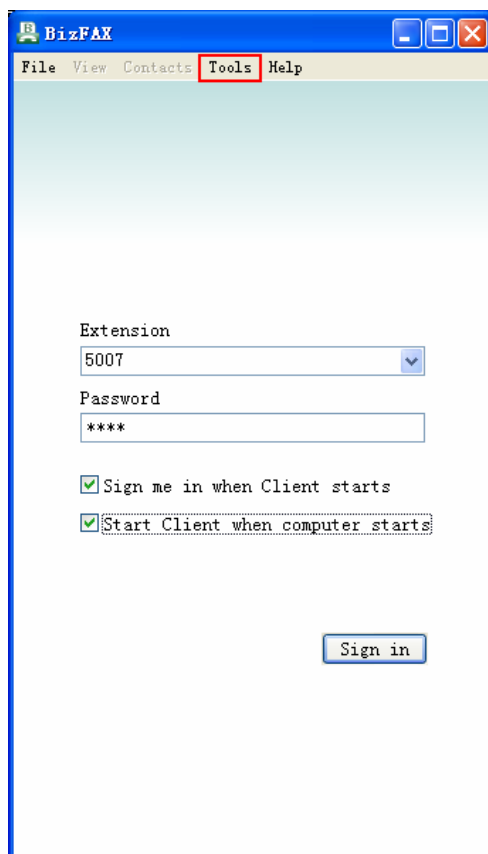 BizFAX
File View Contacts Tools Help
Extension
5007
Password
****
Sign me in when Client starts
Start Client when computer starts
Sign in